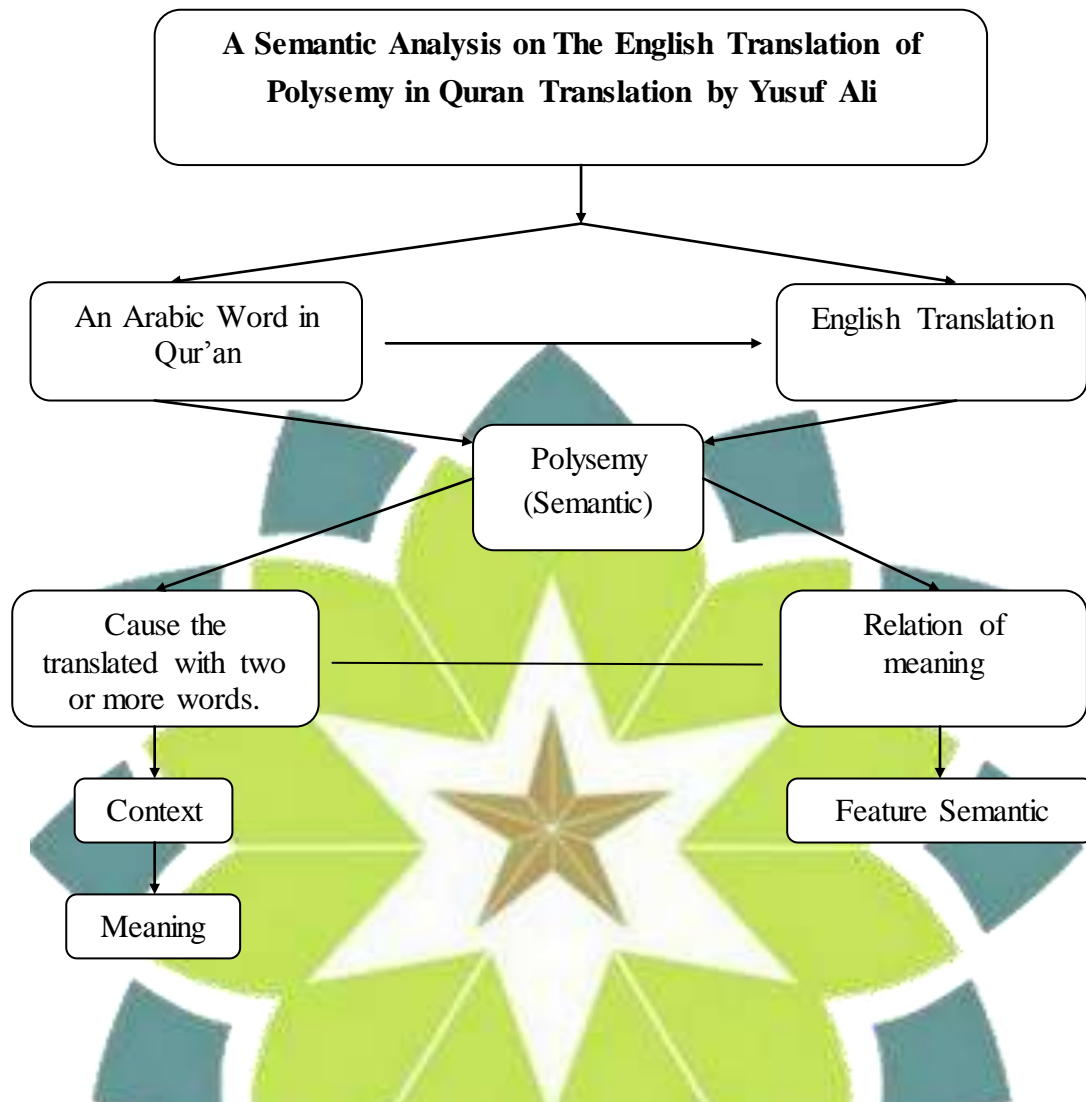 A Semantic Analysis on The English Translation of
Polysemy in Quran Translation by Yusuf Ali
An Arabic Word in
Qur’an
English Translation
Polysemy
(Semantic)
Cause the
translated with two
or more words.
Relation of
meaning
Context
Feature Semantic
Meaning